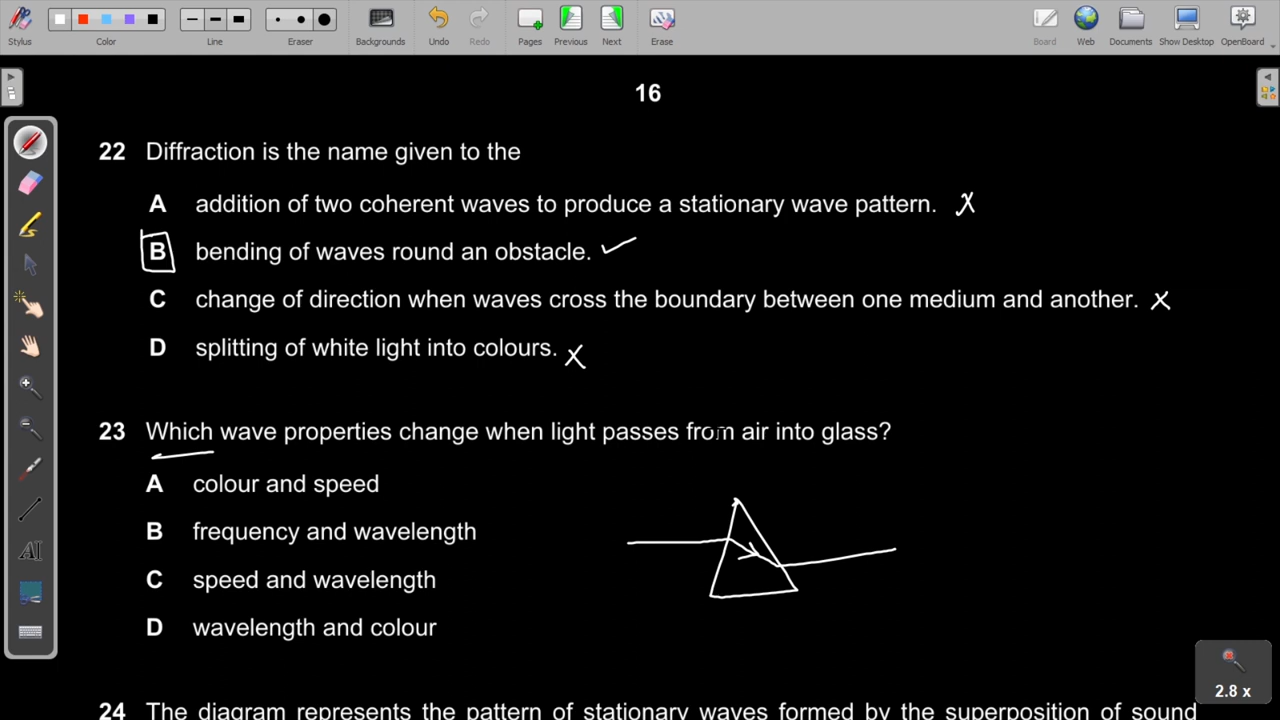 Stylus Color Line Eraser Backgrounds Undo Redo Pages Previous Next Erase Board Web Documents Show Desktop OpenBoard
16
22 Diffraction is the name given to the
A addition of two coherent waves to produce a stationary wave pattern. X
B bending of waves round an obstacle. ✓
C change of direction when waves cross the boundary between one medium and another. X
D splitting of white light into colours. X
23 Which wave properties change when light passes from air into glass?
A colour and speed
B frequency and wavelength
C speed and wavelength
D wavelength and colour
AI
2.8 x
24 The diagram represents the pattern of stationary waves formed by the superposition of sound